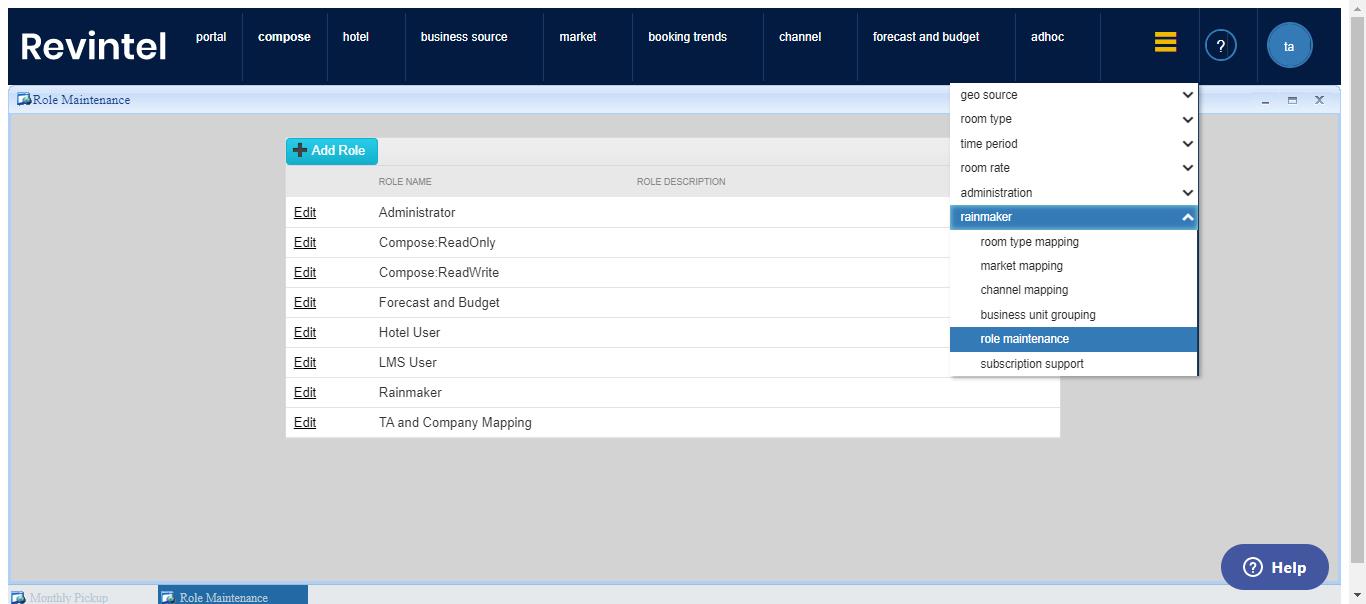 Revintel
portal
compose
hotel
business source
market
booking trends
channel
forecast and budget
adhoc
?
ta
Role Maintenance
geo source
room type
time period
room rate
administration
rainmaker
room type mapping
market mapping
channel mapping
business unit grouping
role maintenance
subscription support
Add Role
ROLE NAME ROLE DESCRIPTION
Edit Administrator
Edit Compose:ReadOnly
Edit Compose:ReadWrite
Edit Forecast and Budget
Edit Hotel User
Edit LMS User
Edit Rainmaker
Edit TA and Company Mapping
? Help
Monthly Pickup
Role Maintenance